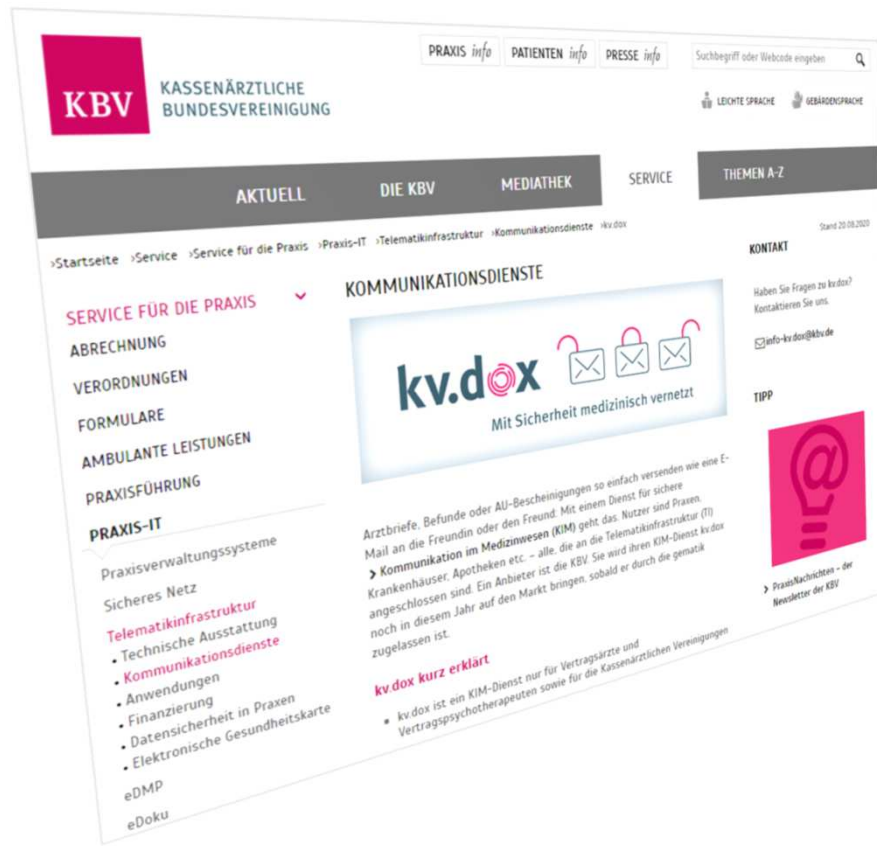 KBV
KASSENÄRZTLICHE
BUNDESVEREINIGUNG
PRAXIS info
PATIENTEN info
PRESSE info
Suchbegriff oder Webcode eingeben
LEICHTE SPRACHE
GEBÄRDENSPRACHE
AKTUELL
DIE KBV
MEDIATHEK
SERVICE
THEMEN A-Z
›Startseite ›Service ›Service für die Praxis ›Praxis-IT ›Telematikinfrastruktur ›Kommunikationsdienste ›kv.dox
Stand 20.08.2020
SERVICE FÜR DIE PRAXIS
ABRECHNUNG
VERORDNUNGEN
FORMULARE
AMBULANTE LEISTUNGEN
PRAXISFÜHRUNG
PRAXIS-IT
Praxisverwaltungssysteme
Sicheres Netz
Telematikinfrastruktur
• Technische Ausstattung
• Kommunikationsdienste
• Anwendungen
• Finanzierung
• Datensicherheit in Praxen
• Elektronische Gesundheitskarte
eDMP
eDoku
KOMMUNIKATIONSDIENSTE
kv.dox
Mit Sicherheit medizinisch vernetzt
Arztbriefe, Befunde oder AU-Bescheinigungen so einfach versenden wie eine E-
Mail an die Freundin oder den Freund: Mit einem Dienst für sichere
› Kommunikation im Medizinwesen (KIM) geht das. Nutzer sind Praxen,
Krankenhäuser, Apotheken etc. – alle, die an die Telematikinfrastruktur (TI)
angeschlossen sind. Ein Anbieter ist die KBV. Sie wird ihren KIM-Dienst kv.dox
noch in diesem Jahr auf den Markt bringen, sobald er durch die gematik
zugelassen ist.
kv.dox kurz erklärt
• kv.dox ist ein KIM-Dienst nur für Vertragsärzte und
Vertragspsychotherapeuten sowie für die Kassenärztlichen Vereinigungen
KONTAKT
Haben Sie Fragen zu kv.dox?
Kontaktieren Sie uns.
info-kv.dox@kbv.de
TIPP
@
› PraxisNachrichten – der
Newsletter der KBV